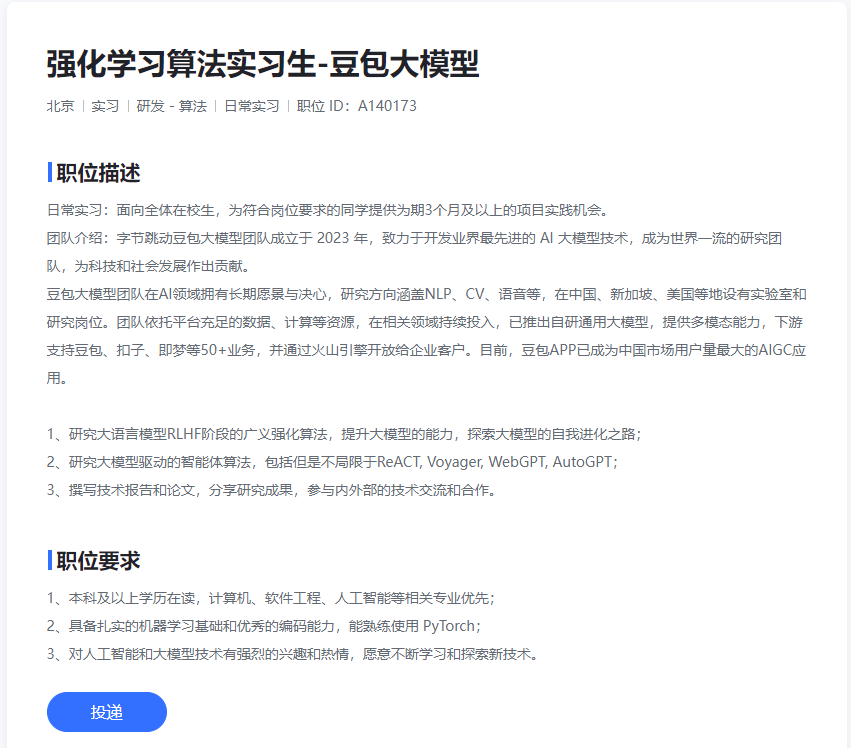 强化学习算法实习生-豆包大模型
北京 | 实习 | 研发 - 算法 | 日常实习 | 职位 ID：A140173
职位描述
日常实习：面向全体在校生，为符合岗位要求的同学提供为期3个月及以上的项目实践机会。
团队介绍：字节跳动豆包大模型团队成立于 2023 年，致力于开发业界最先进的 AI 大模型技术，成为世界一流的研究团
队，为科技和社会发展作出贡献。
豆包大模型团队在AI领域拥有长期愿景与决心，研究方向涵盖NLP、CV、语音等，在中国、新加坡、美国等地设有实验室和
研究岗位。团队依托平台充足的数据、计算等资源，在相关领域持续投入，已推出自研通用大模型，提供多模态能力，下游
支持豆包、扣子、即梦等50+业务，并通过火山引擎开放给企业客户。目前，豆包APP已成为中国市场用户量最大的AIGC应
用。
1、研究大语言模型RLHF阶段的广义强化算法，提升大模型的能力，探索大模型的自我进化之路；
2、研究大模型驱动的智能体算法，包括但是不局限于ReACT, Voyager, WebGPT, AutoGPT；
3、撰写技术报告和论文，分享研究成果，参与内外部的技术交流和合作。
职位要求
1、本科及以上学历在读，计算机、软件工程、人工智能等相关专业优先；
2、具备扎实的机器学习基础和优秀的编码能力，能熟练使用 PyTorch；
3、对人工智能和大模型技术有强烈的兴趣和热情，愿意不断学习和探索新技术。
投递